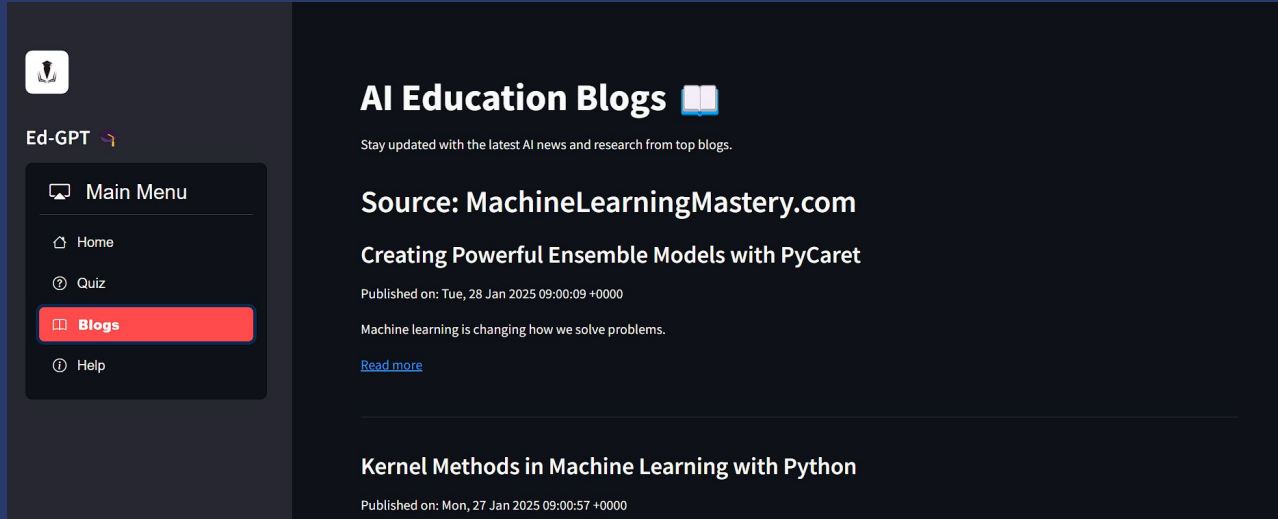 Ed-GPT
Main Menu
Home
Quiz
Blogs
Help
AI Education Blogs
Stay updated with the latest AI news and research from top blogs.
Source: MachineLearningMastery.com
Creating Powerful Ensemble Models with PyCaret
Published on: Tue, 28 Jan 2025 09:00:09 +0000
Machine learning is changing how we solve problems.
Read more
Kernel Methods in Machine Learning with Python
Published on: Mon, 27 Jan 2025 09:00:57 +0000